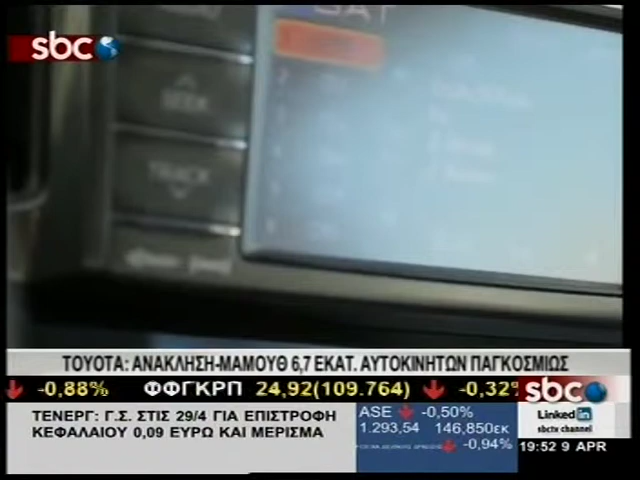 sbc
SAT
SEEK
TRACK
TOYOTA: ΑΝΑΚΛΗΣΗ-ΜΑΜΟΥΘ 6,7 ΕΚΑΤ. ΑΥΤΟΚΙΝΗΤΩΝ ΠΑΓΚΟΣΜΙΩΣ
-0,88% ΦΦΓΚΡΠ 24,92(109.764) -0,32%
sbc
ΤΕΝΕΡΓ: Γ.Σ. ΣΤΙΣ 29/4 ΓΙΑ ΕΠΙΣΤΡΟΦΗ
ΚΕΦΑΛΑΙΟΥ 0,09 ΕΥΡΩ ΚΑΙ ΜΕΡΙΣΜΑ
ASE -0,50%
1.293,54 146,850εκ
-0,94%
Linked in
sbctv channel
19:52 9 APR